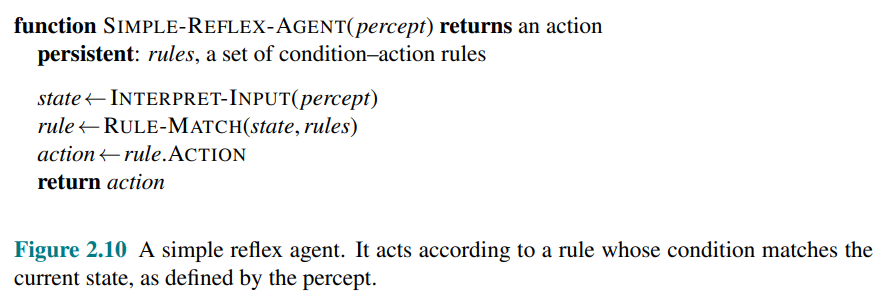 function SIMPLE-REFLEX-AGENT(percept) returns an action
persistent: rules, a set of condition–action rules
state←INTERPRET-INPUT(percept)
rule←RULE-MATCH(state, rules)
action←rule.ACTION
return action
Figure 2.10 A simple reflex agent. It acts according to a rule whose condition matches the
current state, as defined by the percept.